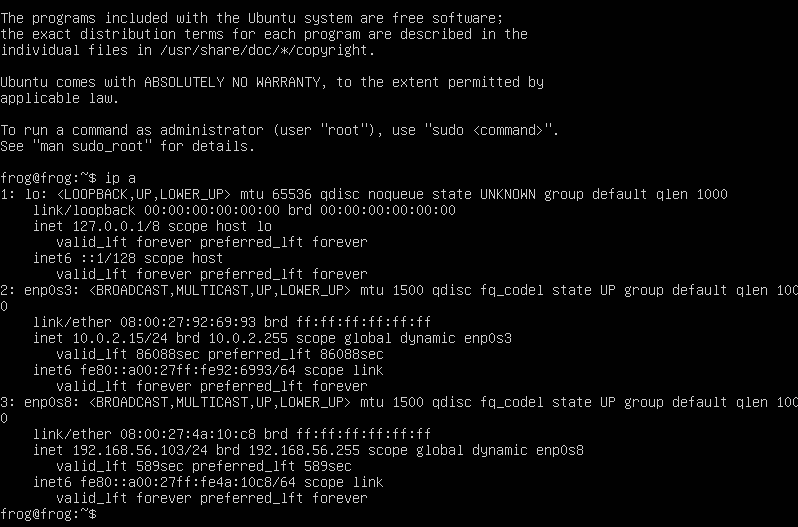 The programs included with the Ubuntu system are free software;
the exact distribution terms for each program are described in the
individual files in /usr/share/doc/*/copyright.
Ubuntu comes with ABSOLUTELY NO WARRANTY, to the extent permitted by
applicable law.
To run a command as administrator (user "root"), use "sudo <command>".
See "man sudo_root" for details.
frog@frog:~$ ip a
1: lo: <LOOPBACK,UP,LOWER_UP> mtu 65536 qdisc noqueue state UNKNOWN group default qlen 1000
    link/loopback 00:00:00:00:00:00 brd 00:00:00:00:00:00
    inet 127.0.0.1/8 scope host lo
       valid_lft forever preferred_lft forever
    inet6 ::1/128 scope host
       valid_lft forever preferred_lft forever
2: enp0s3: <BROADCAST,MULTICAST,UP,LOWER_UP> mtu 1500 qdisc fq_codel state UP group default qlen 100
0
    link/ether 08:00:27:92:69:93 brd ff:ff:ff:ff:ff:ff
    inet 10.0.2.15/24 brd 10.0.2.255 scope global dynamic enp0s3
       valid_lft 86088sec preferred_lft 86088sec
    inet6 fe80::a00:27ff:fe92:6993/64 scope link
       valid_lft forever preferred_lft forever
3: enp0s8: <BROADCAST,MULTICAST,UP,LOWER_UP> mtu 1500 qdisc fq_codel state UP group default qlen 100
0
    link/ether 08:00:27:4a:10:c8 brd ff:ff:ff:ff:ff:ff
    inet 192.168.56.103/24 brd 192.168.56.255 scope global dynamic enp0s8
       valid_lft 589sec preferred_lft 589sec
    inet6 fe80::a00:27ff:fe4a:10c8/64 scope link
       valid_lft forever preferred_lft forever
frog@frog:~$